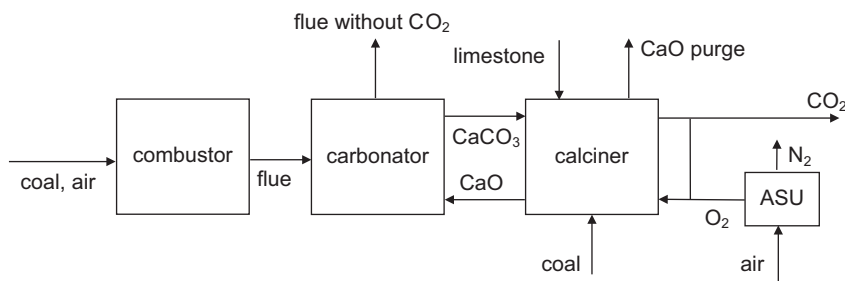 flue without CO₂
limestone
CaO purge
CO₂
combustor
carbonator
CaCO₃
calciner
N₂
coal, air
flue
CaO
O₂
ASU
coal
air